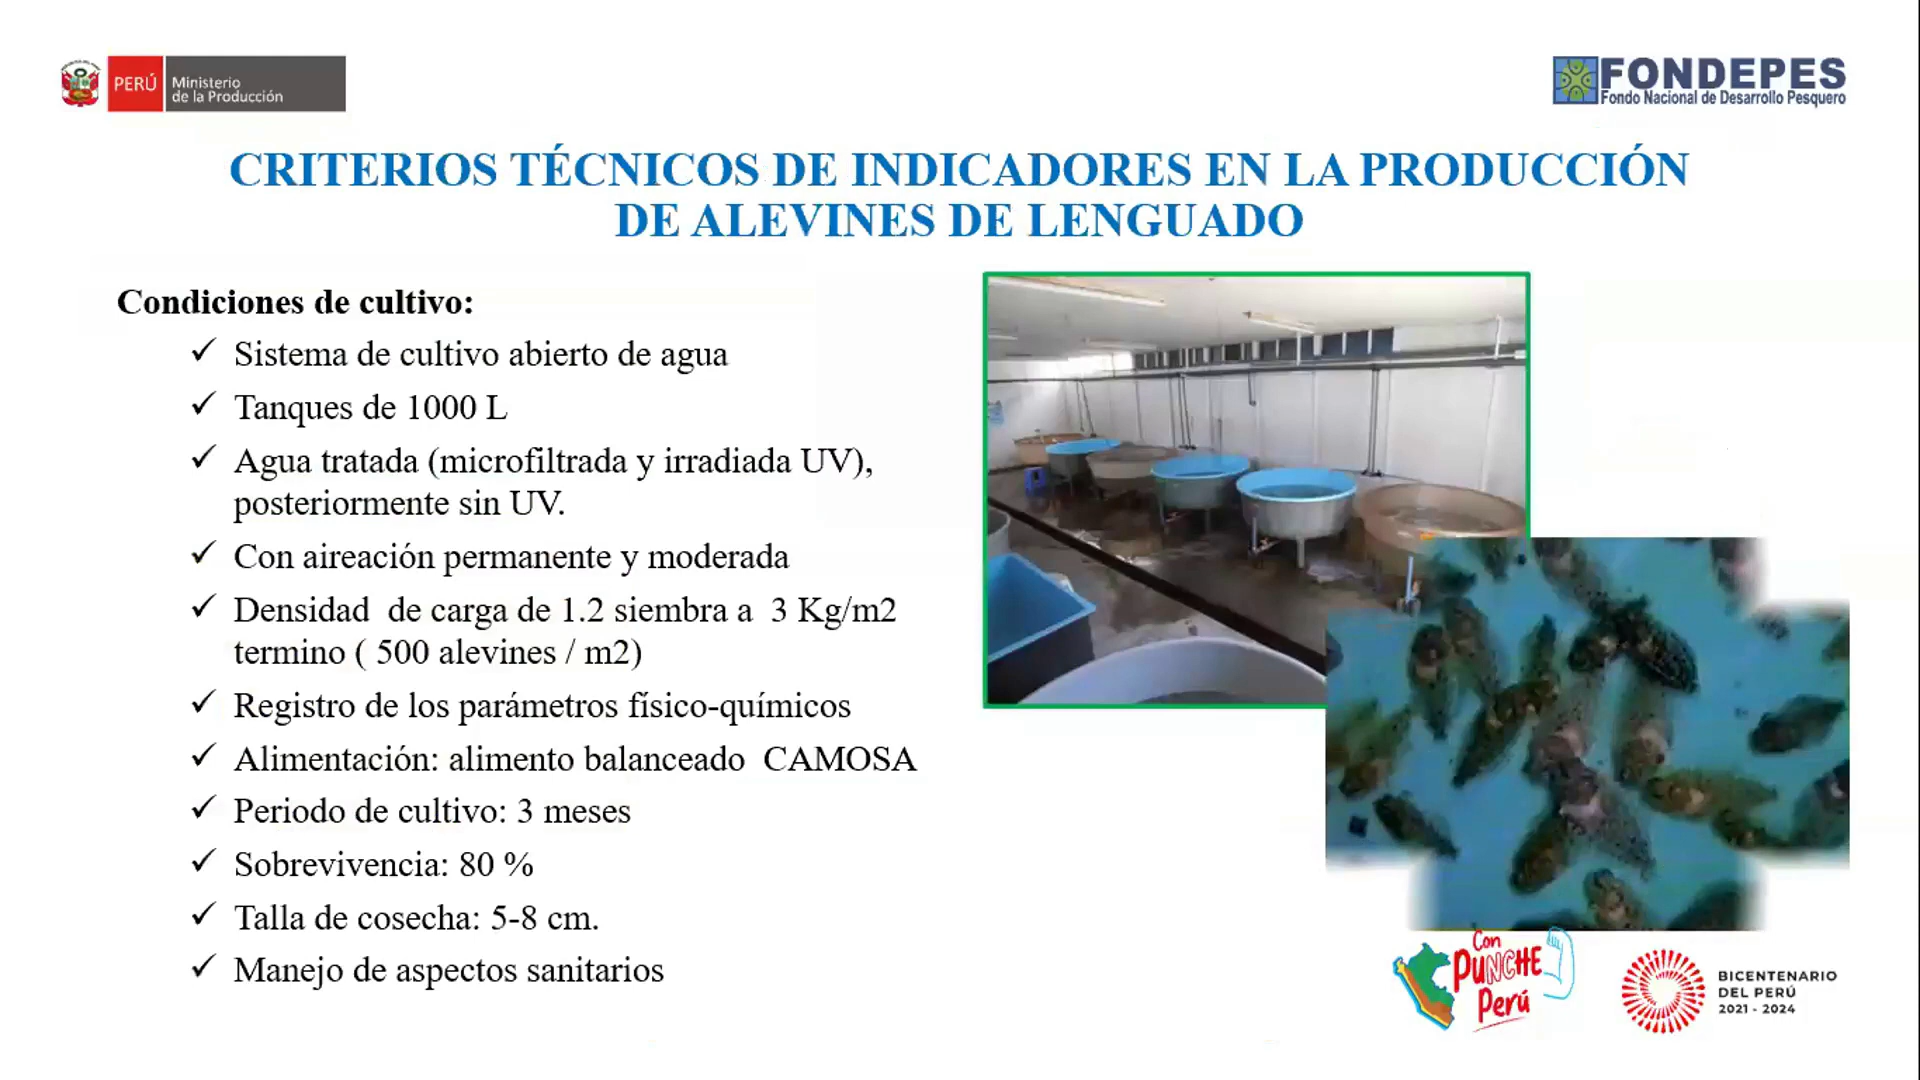 PERÚ
Ministerio
de la Producción
FONDEPES
Fondo Nacional de Desarrollo Pesquero
CRITERIOS TÉCNICOS DE INDICADORES EN LA PRODUCCIÓN
DE ALEVINES DE LENGUADO
Condiciones de cultivo:
✓ Sistema de cultivo abierto de agua
✓ Tanques de 1000 L
✓ Agua tratada (microfiltrada y irradiada UV),
posteriormente sin UV.
✓ Con aireación permanente y moderada
✓ Densidad  de carga de 1.2 siembra a  3 Kg/m2
termino ( 500 alevines / m2)
✓ Registro de los parámetros físico-químicos
✓ Alimentación: alimento balanceado  CAMOSA
✓ Periodo de cultivo: 3 meses
✓ Sobrevivencia: 80 %
✓ Talla de cosecha: 5-8 cm.
✓ Manejo de aspectos sanitarios
Con
PUNCHE
Perú
BICENTENARIO
DEL PERÚ
2021 - 2024